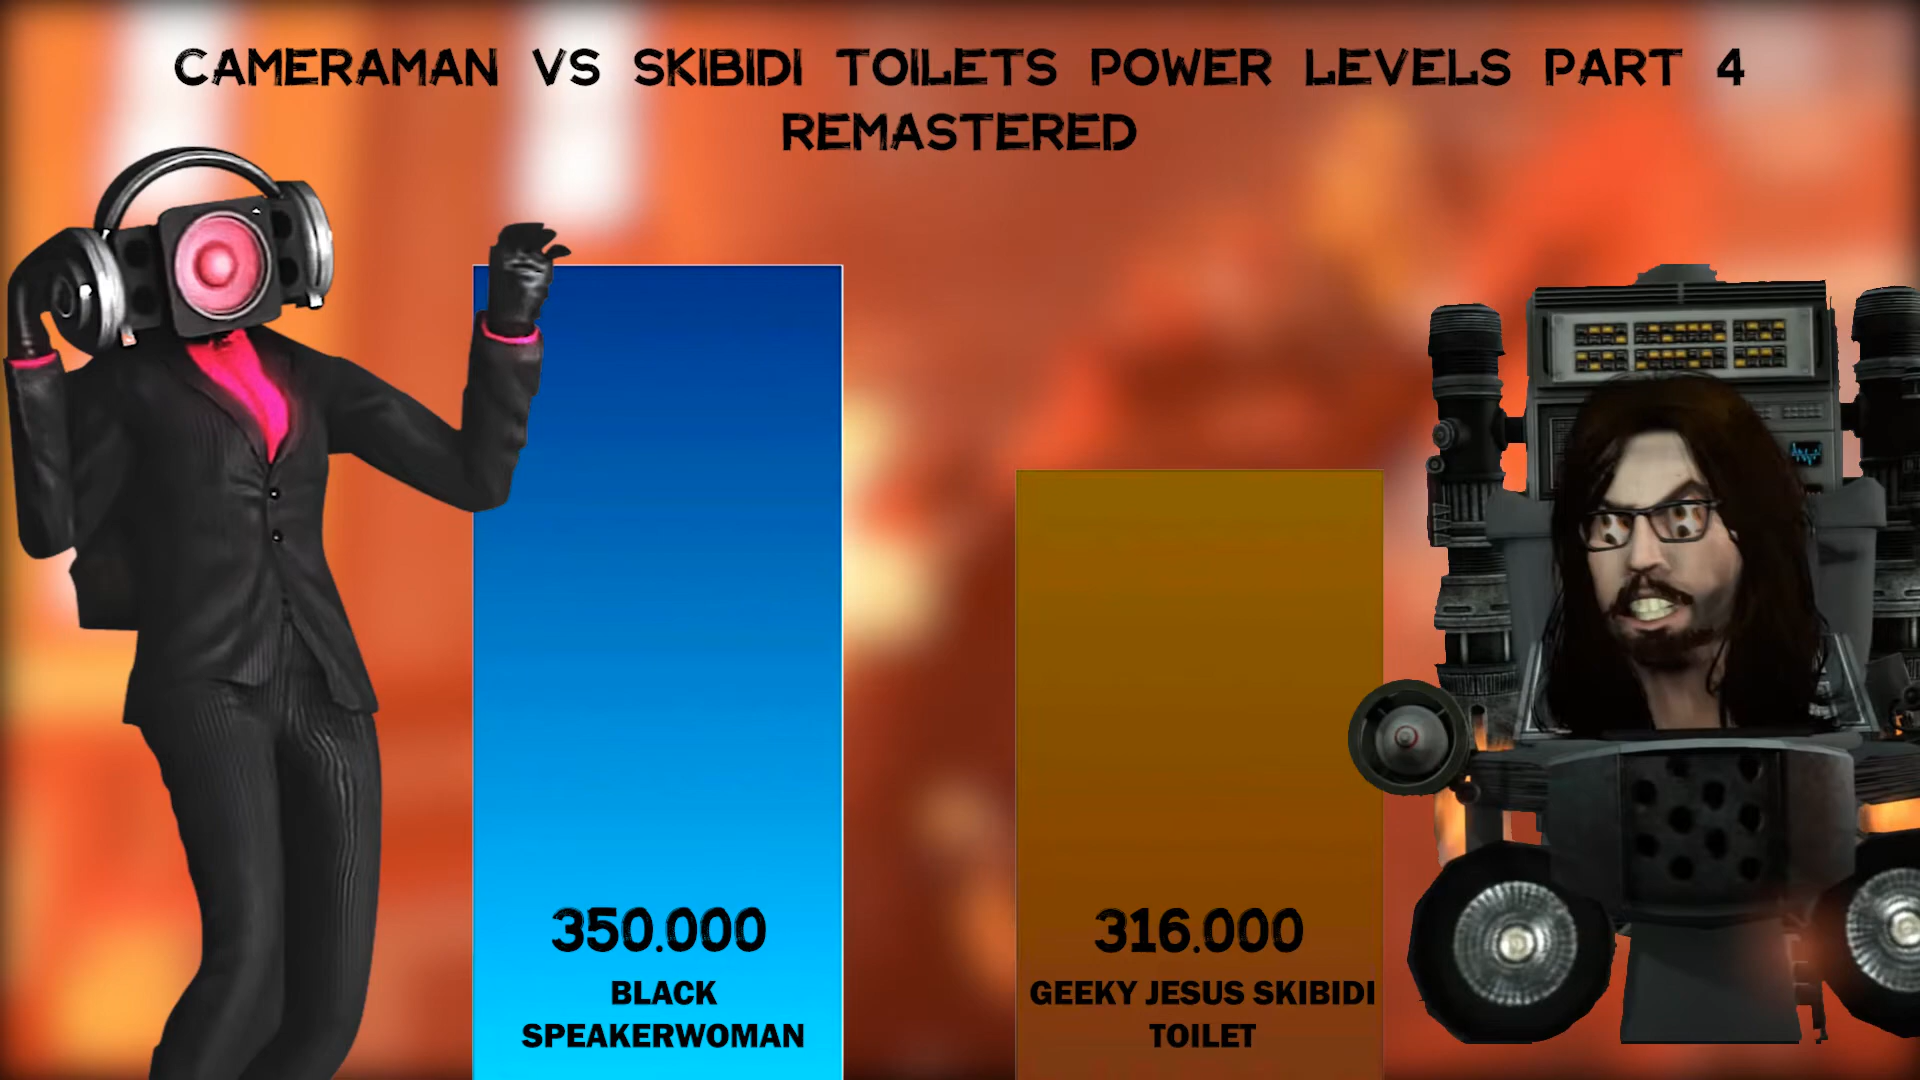 CAMERAMAN VS SKIBIDI TOILETS POWER LEVELS PART 4
REMASTERED
350.000
BLACK
SPEAKERWOMAN
316.000
GEEKY JESUS SKIBIDI
TOILET